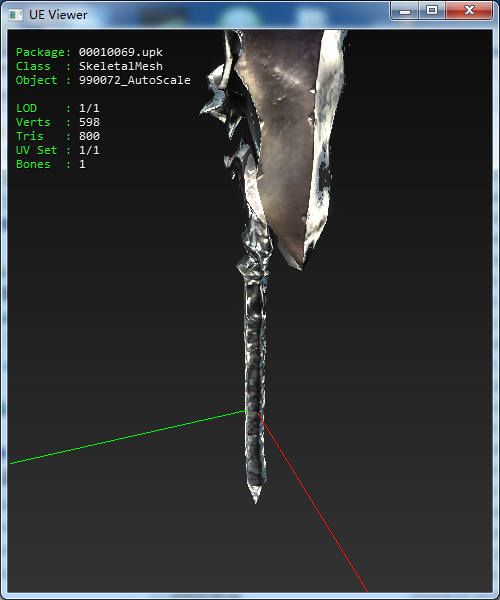 UE Viewer
Package: 00010069.upk
Class : SkeletalMesh
Object : 990072_AutoScale
LOD : 1/1
Verts : 598
Tris : 800
UV Set : 1/1
Bones : 1